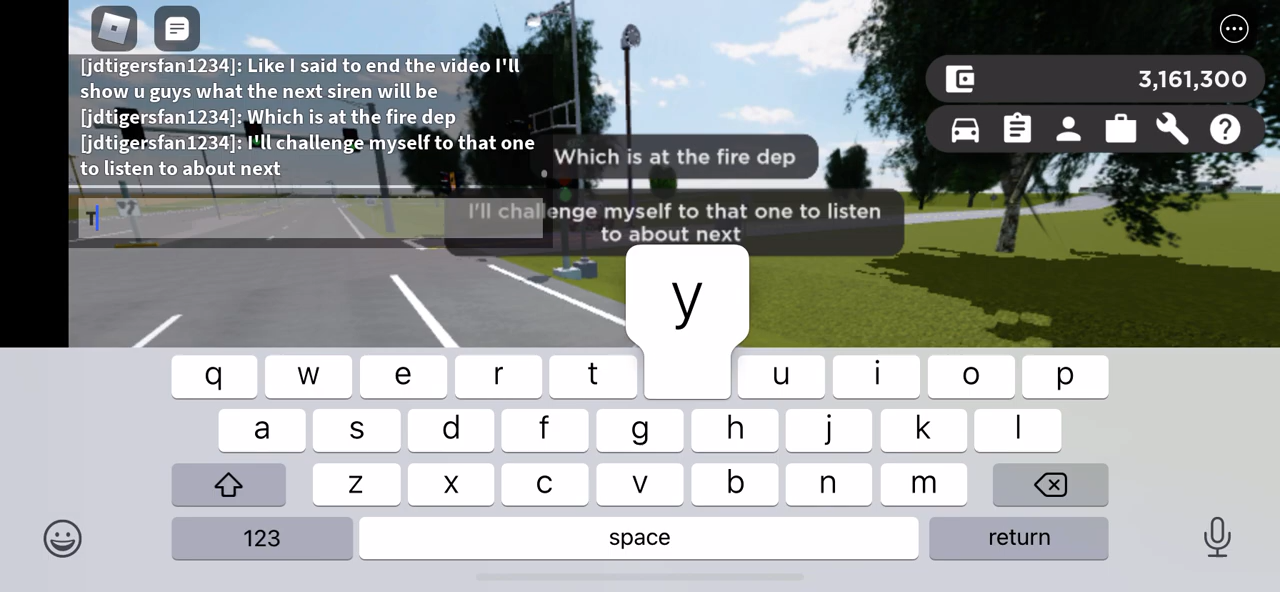 [jdtigersfan1234]: Like I said to end the video I'll
show u guys what the next siren will be
[jdtigersfan1234]: Which is at the fire dep
[jdtigersfan1234]: I'll challenge myself to that one
to listen to about next
T
3,161,300
Which is at the fire dep
I'll challenge myself to that one to listen
to about next
y
q w e r t u i o p
a s d f g h j k l
z x c v b n m
123 space return